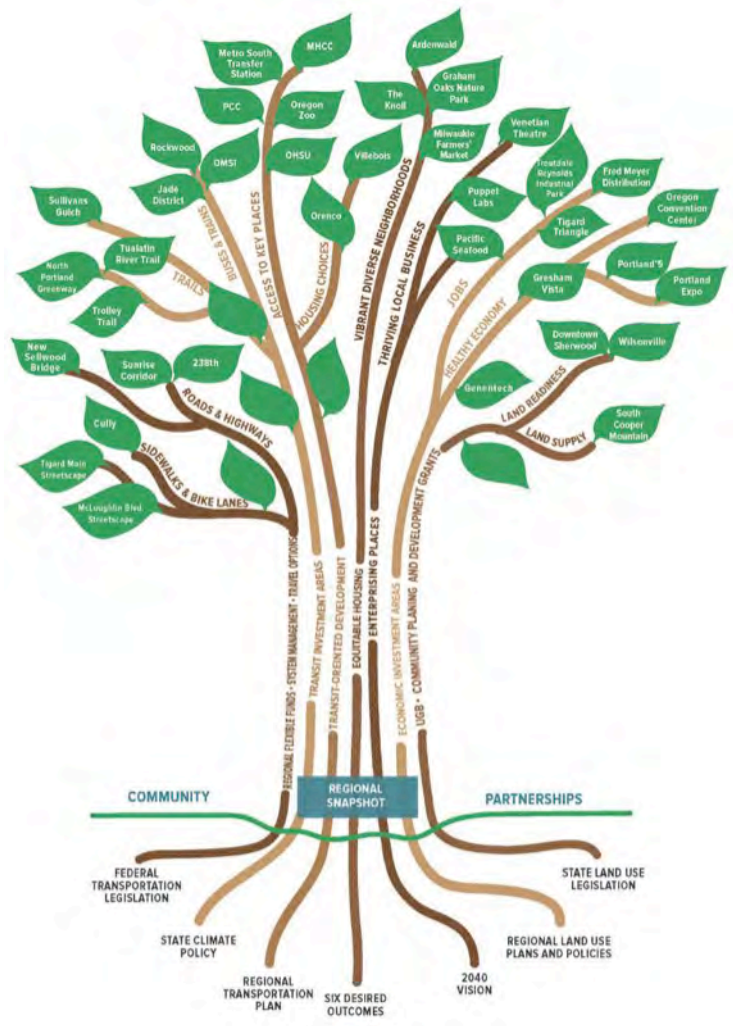 MHCC
Metro South
Transfer
Station
PCC
Oregon
Zoo
Rockwood
OMSI
OHSU
Jade
District
Villebois
Orenco
Ardenwald
The
Knoll
Graham
Oaks Nature
Park
Milwaukie
Farmers'
Market
Venetian
Theatre
Puppet
Labs
Pacific
Seafood
Troutdale
Reynolds
Industrial
Park
Fred Meyer
Distribution
Tigard
Triangle
Oregon
Convention
Center
Gresham
Vista
Portland'5
Portland
Expo
Sullivans
Gulch
Tualatin
River Trail
North
Portland
Greenway
Trolley
Trail
New
Sellwood
Bridge
Sunrise
Corridor
238th
Cully
Tigard Main
Streetscape
McLoughlin Blvd.
Streetscape
Downtown
Sherwood
Wilsonville
Genentech
South
Cooper
Mountain
TRAILS
BUSES & TRAINS
ACCESS TO KEY PLACES
HOUSING CHOICES
VIBRANT DIVERSE NEIGHBORHOODS
THRIVING LOCAL BUSINESS
JOBS
HEALTHY ECONOMY
LAND READINESS
LAND SUPPLY
ROADS & HIGHWAYS
SIDEWALKS & BIKE LANES
REGIONAL FLEXIBLE FUNDS • SYSTEM MANAGEMENT • TRAVEL OPTIONS
TRANSIT INVESTMENT AREAS
TRANSIT-OREINTED DEVELOPMENT
EQUITABLE HOUSING
ENTERPRISING PLACES
ECONOMIC INVESTMENT AREAS
UGB • COMMUNITY PLANING AND DEVELOPMENT GRANTS
COMMUNITY
REGIONAL
SNAPSHOT
PARTNERSHIPS
FEDERAL
TRANSPORTATION
LEGISLATION
STATE CLIMATE
POLICY
REGIONAL
TRANSPORTATION
PLAN
SIX DESIRED
OUTCOMES
2040
VISION
REGIONAL LAND USE
PLANS AND POLICIES
STATE LAND USE
LEGISLATION